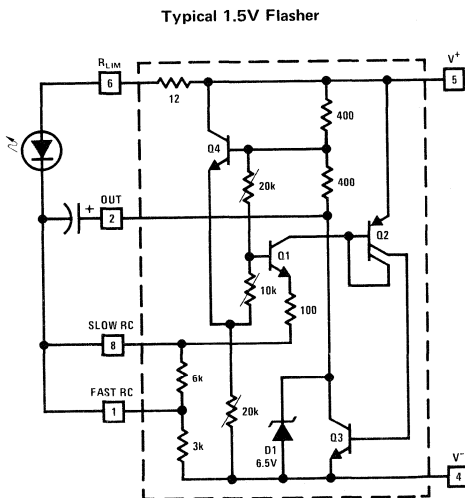 Typical 1.5V Flasher
R_LIM
6
12
V+
5
400
Q4
20k
400
+
OUT
2
Q2
Q1
10k
100
SLOW RC
8
6k
FAST RC
1
20k
3k
D1
6.5V
Q3
V-
4